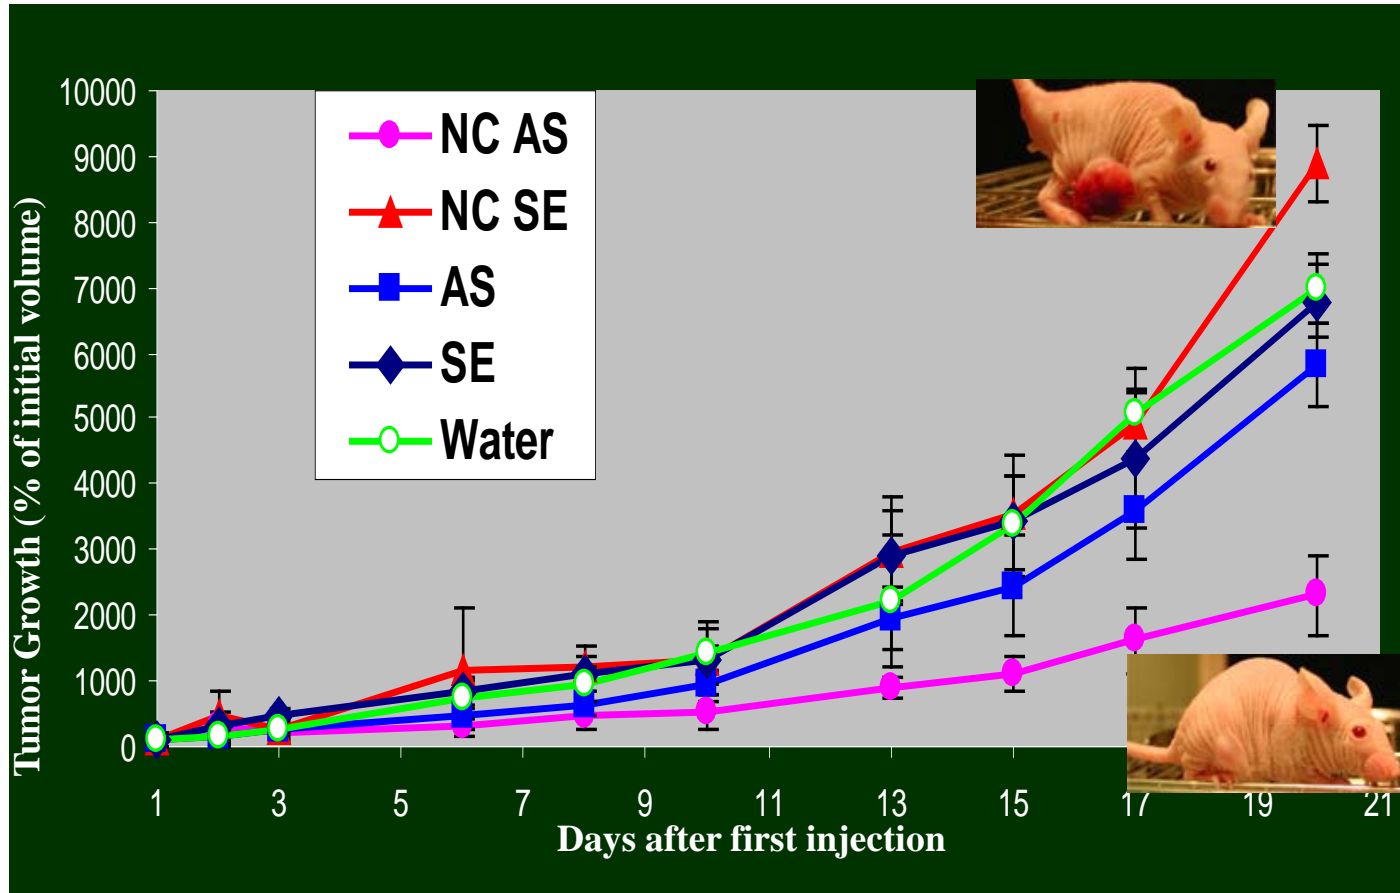 10000
9000
8000
7000
6000
5000
4000
3000
2000
1000
0
Tumor Growth (% of initial volume)
NC AS
NC SE
AS
SE
Water
1 3 5 7 9 11 13 15 17 19 21
Days after first injection